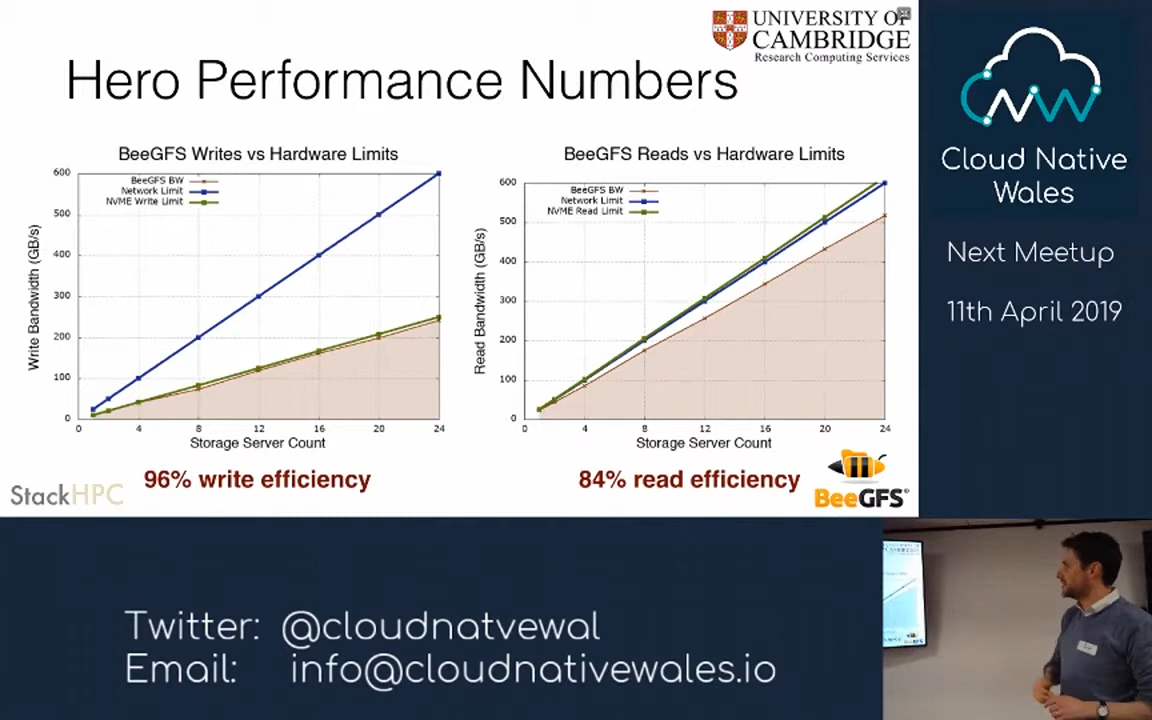 UNIVERSITY OF
CAMBRIDGE
Research Computing Services
Hero Performance Numbers
BeeGFS Writes vs Hardware Limits
BeeGFS BW
Network Limit
NVME Write Limit
600
500
400
300
200
100
0
Write Bandwidth (GB/s)
0 4 8 12 16 20 24
Storage Server Count
96% write efficiency
BeeGFS Reads vs Hardware Limits
BeeGFS BW
Network Limit
NVME Read Limit
600
500
400
300
200
100
0
Read Bandwidth (GB/s)
0 4 8 12 16 20 24
Storage Server Count
84% read efficiency
StackHPC
BeeGFS®
NW
Cloud Native
Wales
Next Meetup
11th April 2019
Twitter: @cloudnatvewal
Email: info@cloudnativewales.io